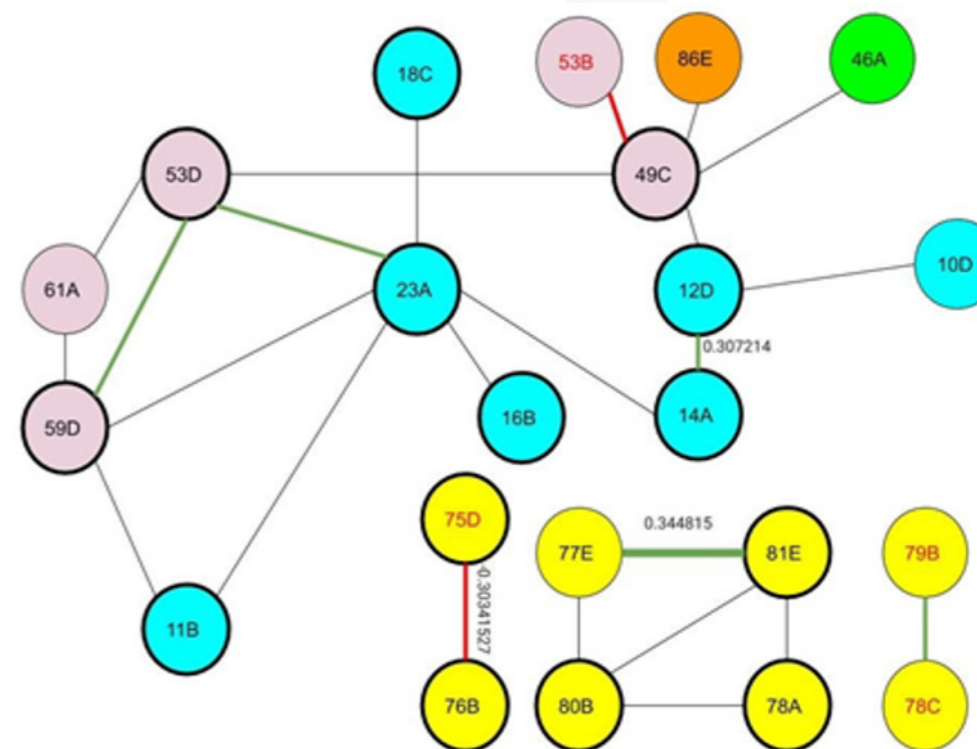 18C
53B
86E
46A
53D
49C
61A
23A
12D
10D
0.307214
59D
16B
14A
75D
0.344815
77E
81E
79B
-0.30341527
11B
76B
80B
78A
78C